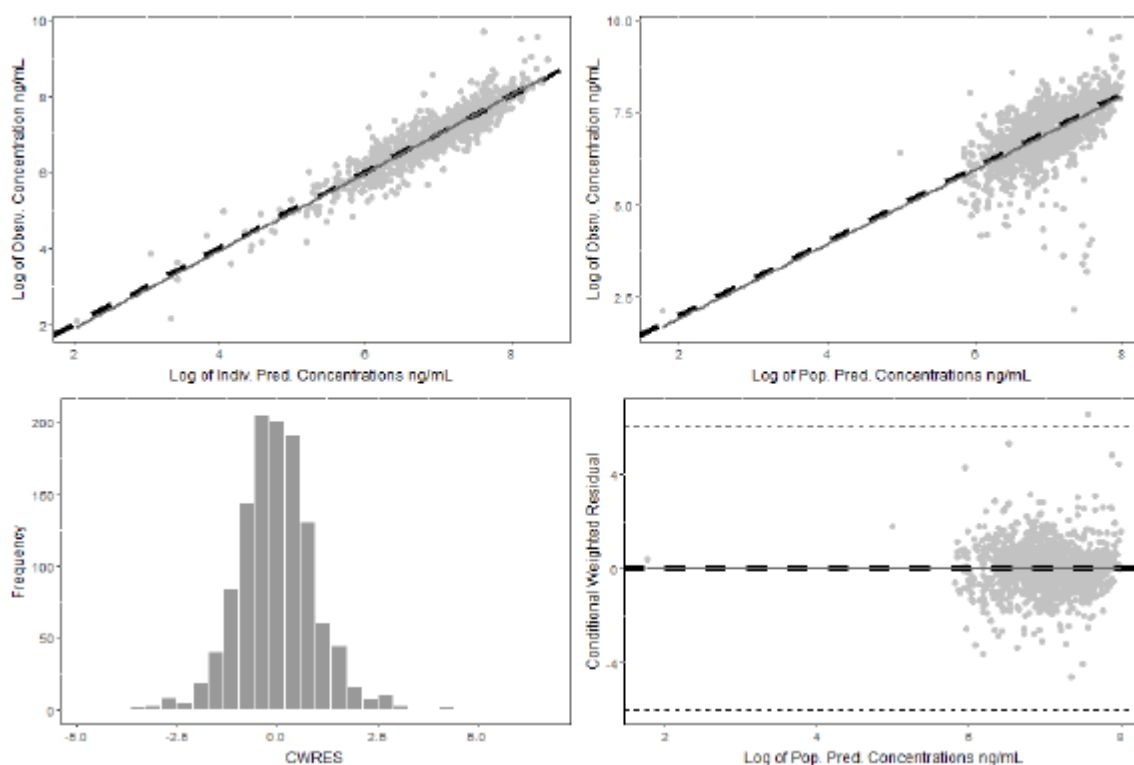 Log of Obsrv. Concentration ng/mL
10
8
6
4
2
2 4 6 8
Log of Indiv. Pred. Concentrations ng/mL
Log of Obsrv. Concentration ng/mL
10.0
7.5
5.0
2.5
2 4 6 8
Log of Pop. Pred. Concentrations ng/mL
Frequency
200
150
100
50
0
-5.0 -2.5 0.0 2.5 5.0
CWRES
Conditional Weighted Residual
4
0
-4
2 4 6 8
Log of Pop. Pred. Concentrations ng/mL